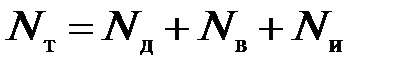 Nт = Nд + Nв + Nи